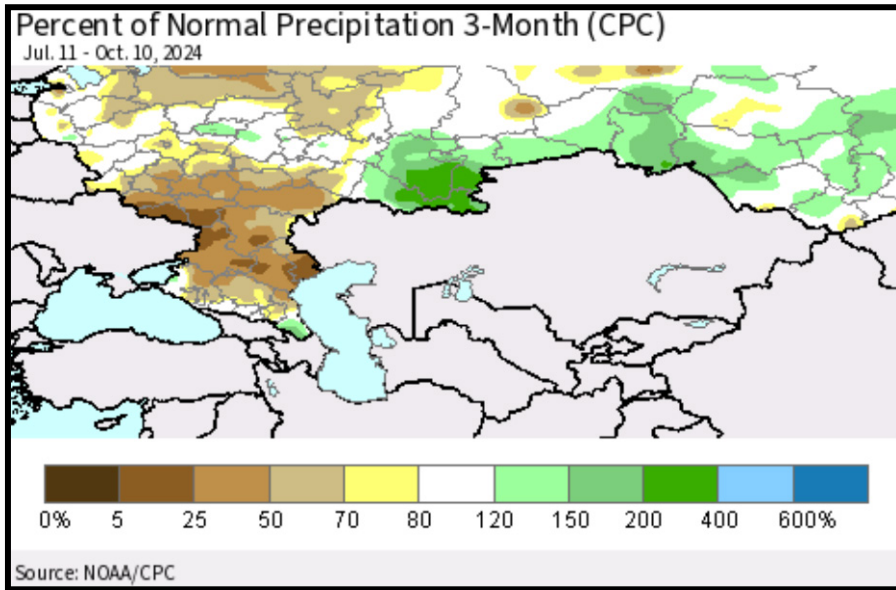 Percent of Normal Precipitation 3-Month (CPC)
Jul. 11 - Oct. 10, 2024
0% 5 25 50 70 80 120 150 200 400 600%
Source: NOAA/CPC